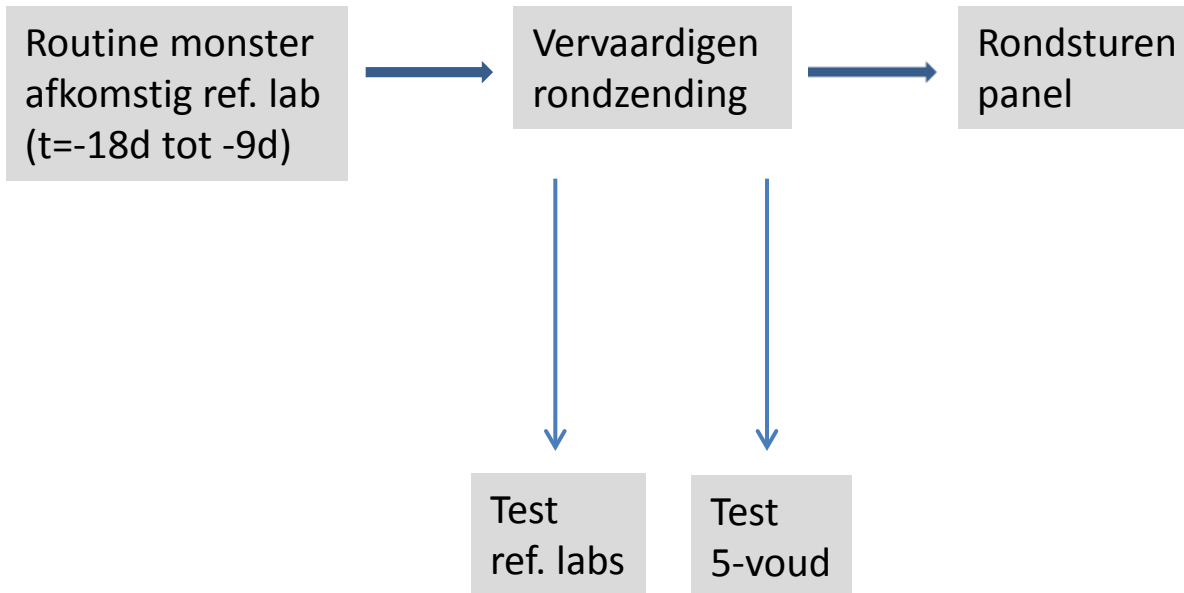 Routine monster
afkomstig ref. lab
(t=-18d tot -9d)
Vervaardigen
rondzending
Rondsturen
panel
Test
ref. labs
Test
5-voud